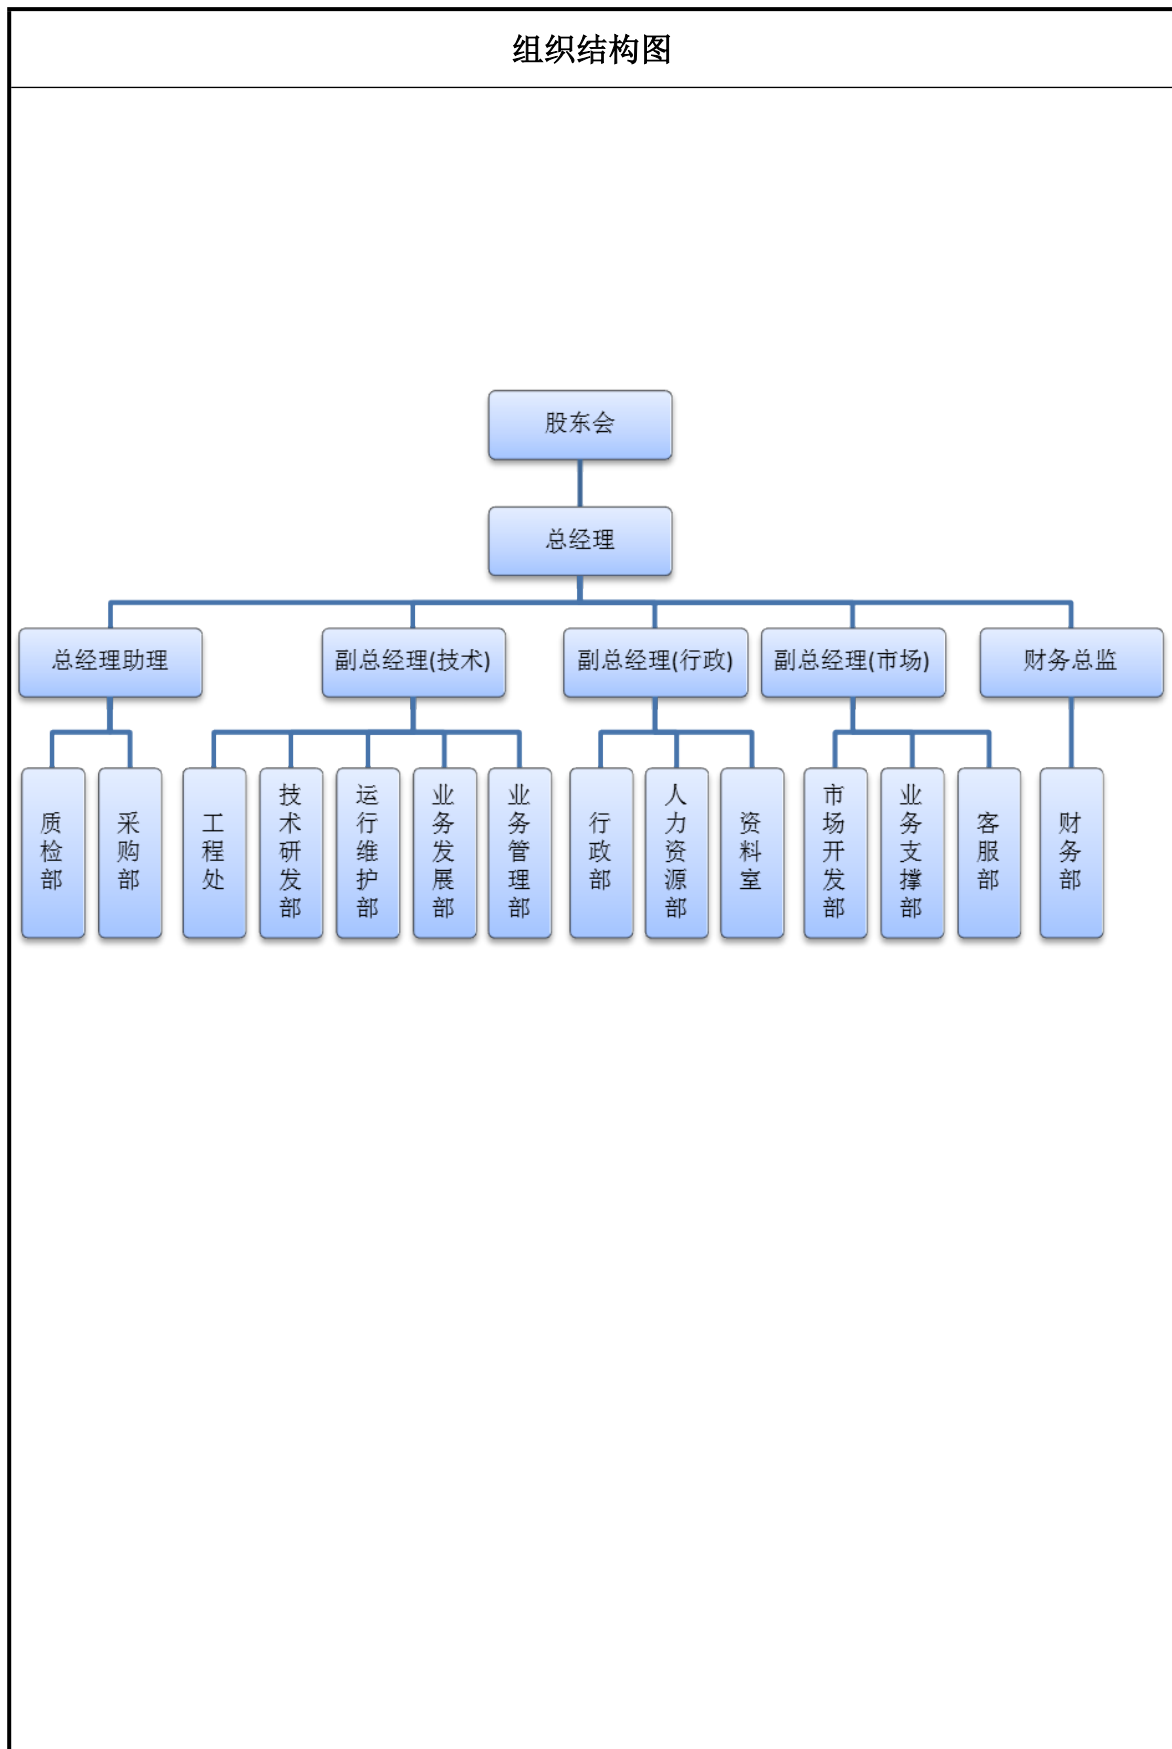 组织结构图
股东会
总经理
总经理助理
副总经理(技术)
副总经理(行政)
副总经理(市场)
财务总监
质检部
采购部
工程处
技术研发部
运行维护部
业务发展部
业务管理部
行政部
人力资源部
资料室
市场开发部
业务支撑部
客服部
财务部